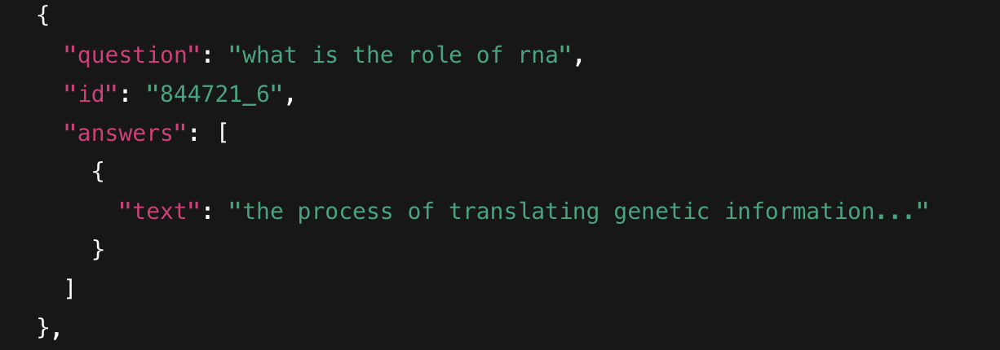 {
"question": "what is the role of rna",
"id": "844721_6",
"answers": [
{
"text": "the process of translating genetic information..."
}
]
},